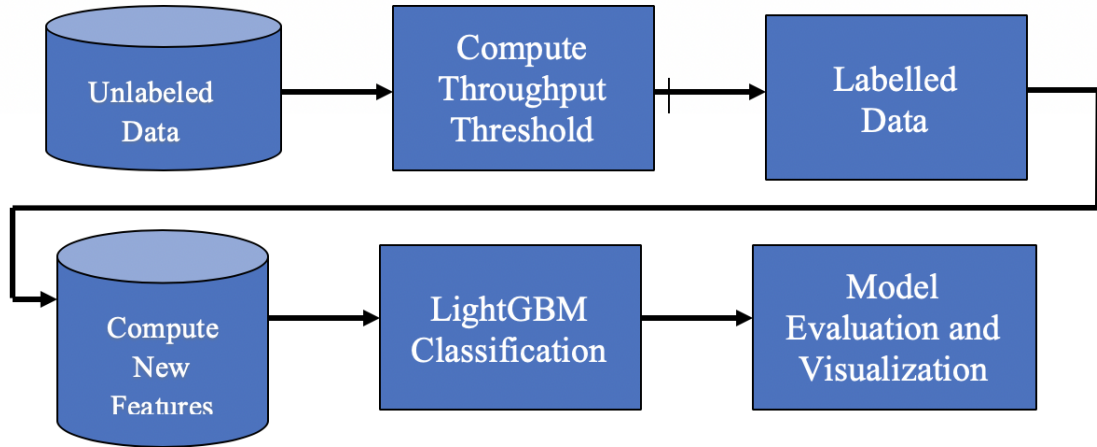 Unlabeled
Data
Compute
Throughput
Threshold
Labelled
Data
Compute
New
Features
LightGBM
Classification
Model
Evaluation and
Visualization